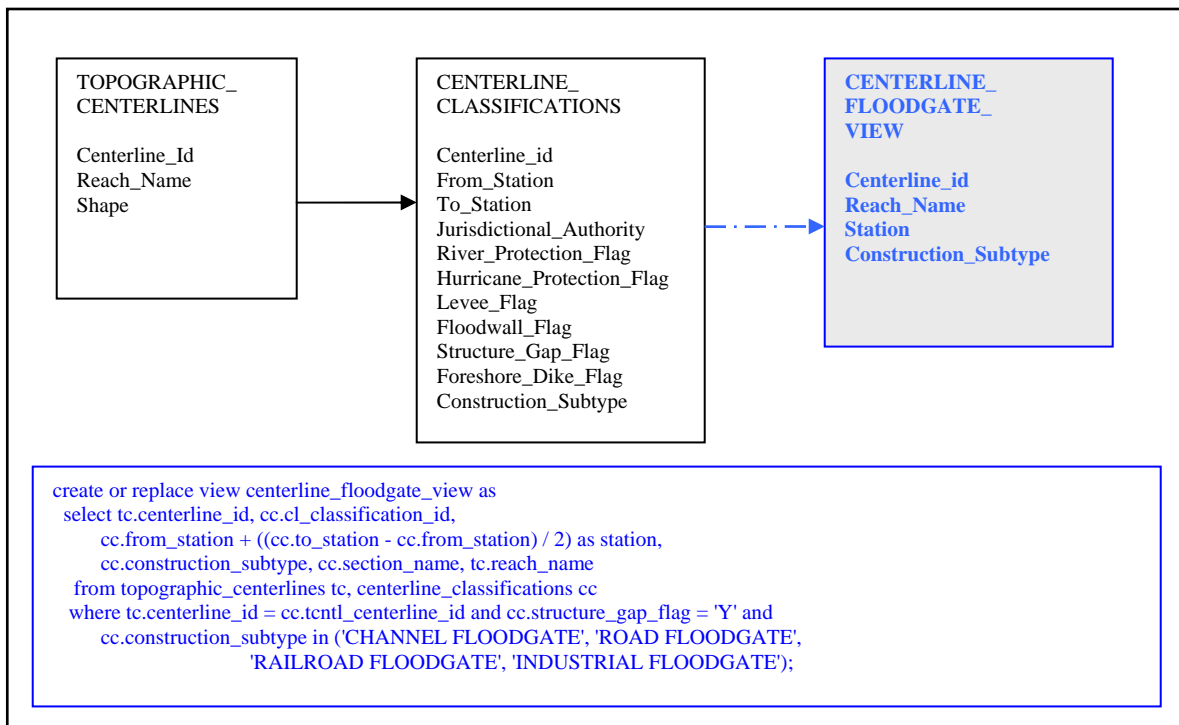 TOPOGRAPHIC_
CENTERLINES
Centerline_Id
Reach_Name
Shape
CENTERLINE_
CLASSIFICATIONS
Centerline_id
From_Station
To_Station
Jurisdictional_Authority
River_Protection_Flag
Hurricane_Protection_Flag
Levee_Flag
Floodwall_Flag
Structure_Gap_Flag
Foreshore_Dike_Flag
Construction_Subtype
CENTERLINE_
FLOODGATE_
VIEW
Centerline_id
Reach_Name
Station
Construction_Subtype
create or replace view centerline_floodgate_view as
select tc.centerline_id, cc.cl_classification_id,
cc.from_station + ((cc.to_station - cc.from_station) / 2) as station,
cc.construction_subtype, cc.section_name, tc.reach_name
from topographic_centerlines tc, centerline_classifications cc
where tc.centerline_id = cc.tcntl_centerline_id and cc.structure_gap_flag = 'Y' and
cc.construction_subtype in ('CHANNEL FLOODGATE', 'ROAD FLOODGATE',
'RAILROAD FLOODGATE', 'INDUSTRIAL FLOODGATE');